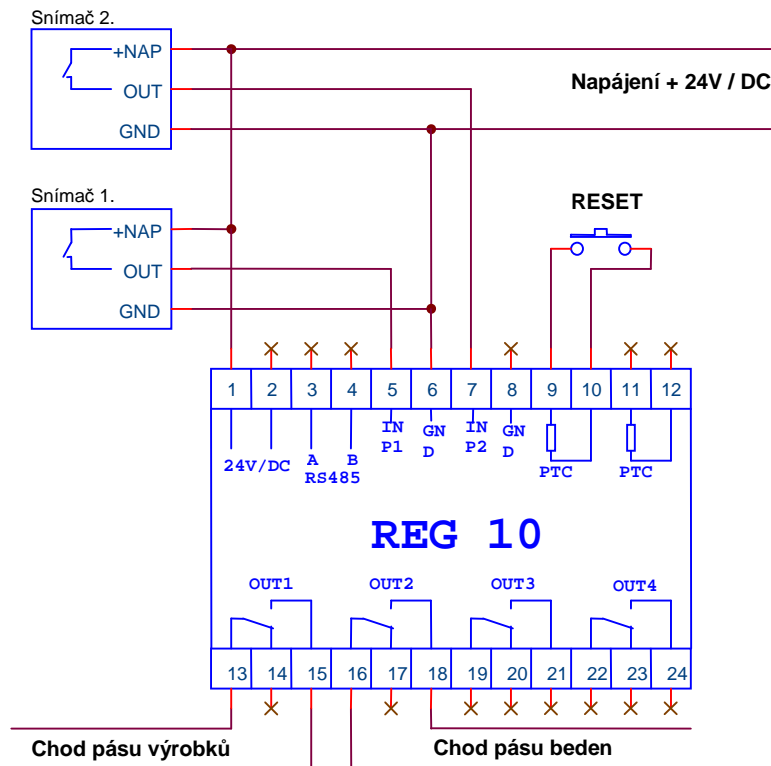 Snímač 2.
+NAP
OUT
GND
Napájení + 24V / DC
Snímač 1.
+NAP
OUT
GND
RESET
1 2 3 4 5 6 7 8 9 10 11 12
24V/DC
A B
RS485
IN
P1
GN
D
IN
P2
GN
D
PTC
PTC
REG 10
OUT1 OUT2 OUT3 OUT4
13 14 15 16 17 18 19 20 21 22 23 24
Chod pásu výrobků
Chod pásu beden